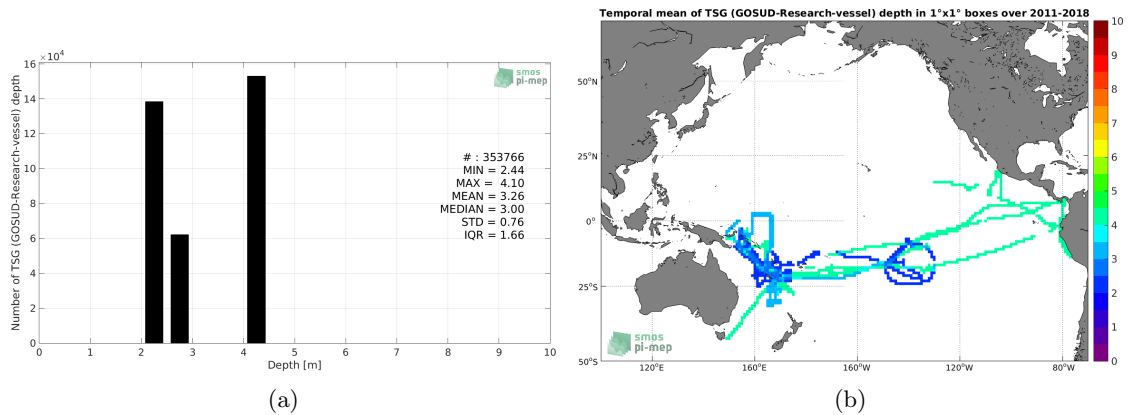 ×10^4
16
14
12
10
8
6
4
2
0
Number of TSG (GOSUD-Research-vessel) depth
0 1 2 3 4 5 6 7 8 9 10
Depth [m]
smos
pi-mep
# : 353766
MIN = 2.44
MAX = 4.10
MEAN = 3.26
MEDIAN = 3.00
STD = 0.76
IQR = 1.66
(a)
Temporal mean of TSG (GOSUD-Research-vessel) depth in 1°x1° boxes over 2011-2018
50°N
25°N
0°
25°S
50°S
120°E 160°E 160°W 120°W 80°W
10
9
8
7
6
5
4
3
2
1
0
smos
pi-mep
(b)